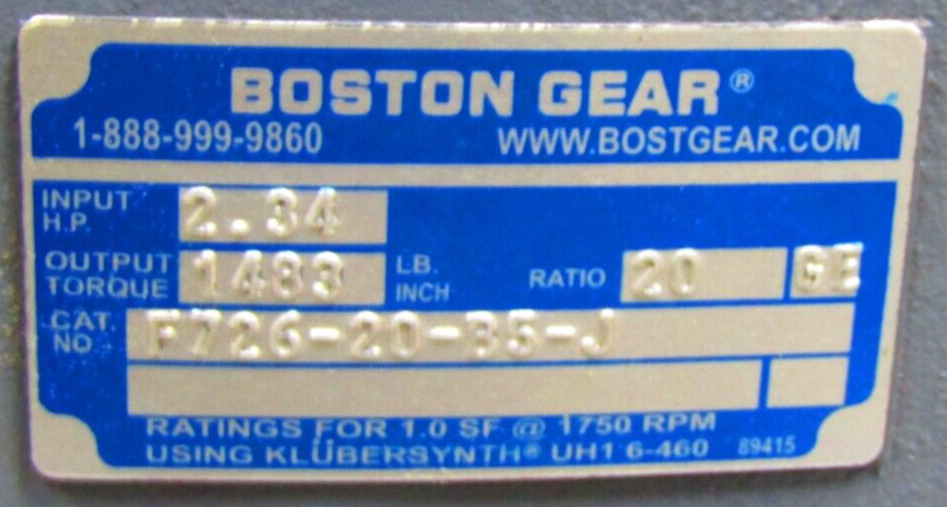 BOSTON GEAR®
1-888-999-9860 WWW.BOSTGEAR.COM
INPUT H.P. 2.34
OUTPUT TORQUE 1483 LB. INCH RATIO 20 GE
CAT. NO. F726-20-B5-J
RATINGS FOR 1.0 SF @ 1750 RPM
USING KLÜBERSYNTH® UH1 6-460 89415